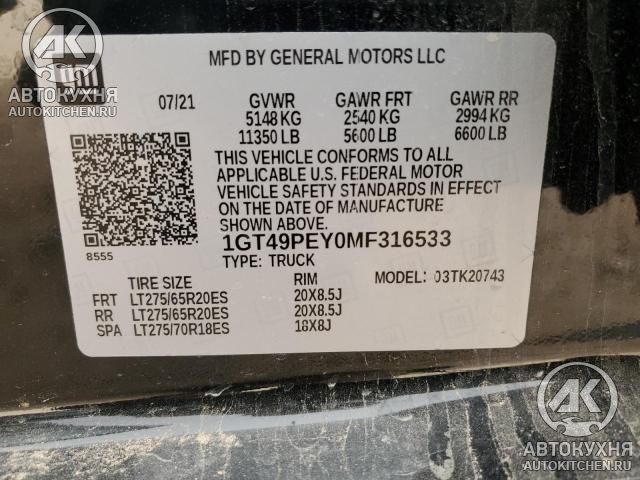 MFD BY GENERAL MOTORS LLC
07/21 GVWR GAWR FRT GAWR RR
5148 KG 2540 KG 2994 KG
11350 LB 5600 LB 6600 LB
THIS VEHICLE CONFORMS TO ALL
APPLICABLE U.S. FEDERAL MOTOR
VEHICLE SAFETY STANDARDS IN EFFECT
ON THE DATE OF MANUFACTURE
SHOWN ABOVE.
8555
1GT49PEY0MF316533
TYPE: TRUCK
MODEL: 03TK20743
TIRE SIZE RIM
FRT LT275/65R20ES 20X8.5J
RR LT275/65R20ES 20X8.5J
SPA LT275/70R18ES 18X8J
АК
АВТОКУХНЯ
AUTOKITCHEN.RU
АК
АВТОКУХНЯ
AUTOKITCHEN.RU